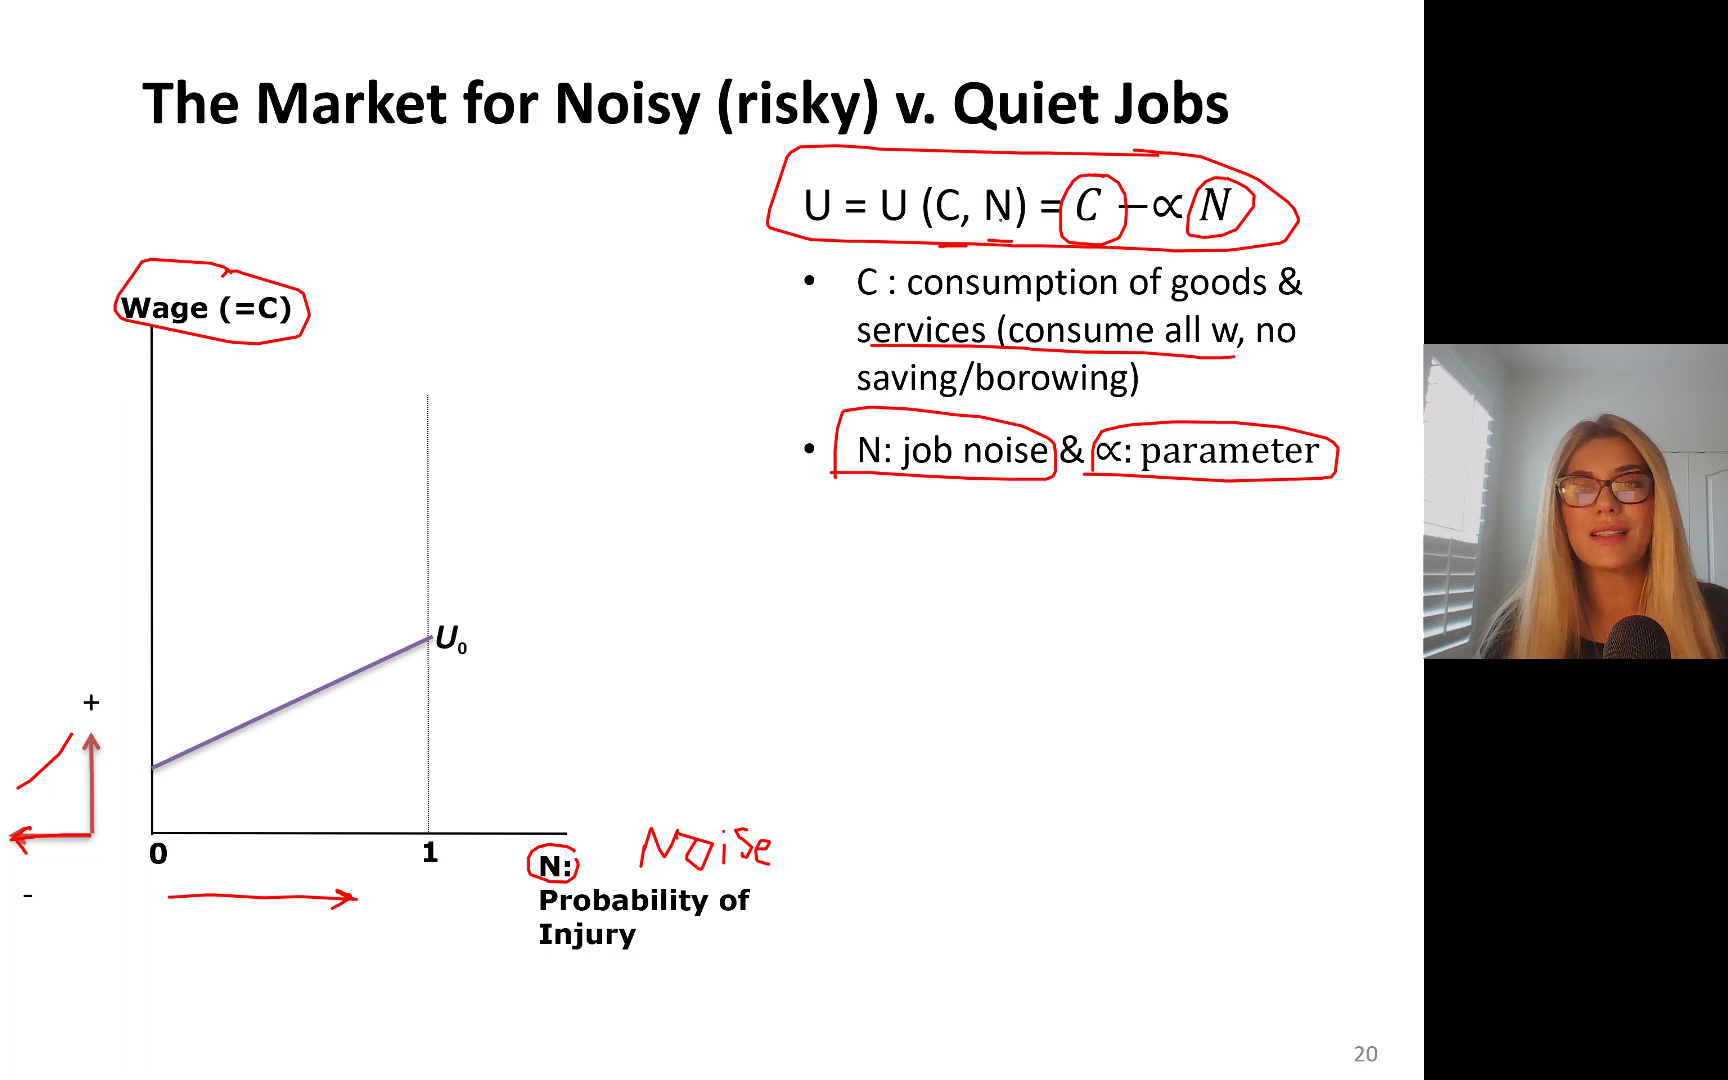 The Market for Noisy (risky) v. Quiet Jobs
U = U (C, N) = C − ∝ N
• C : consumption of goods &
services (consume all w, no
saving/borowing)
• N: job noise & ∝: parameter
Wage (=C)
U₀
+
-
0
1
N:
Probability of
Injury
Noise
20